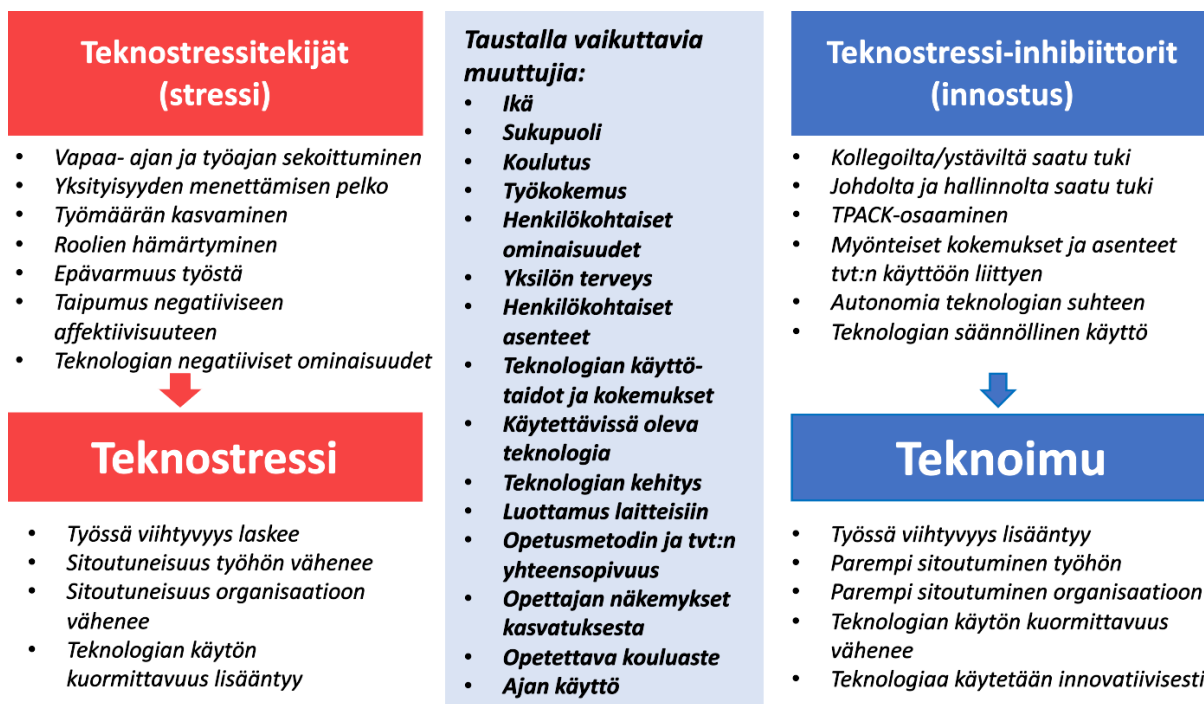 Teknostressitekijät
(stressi)
• Vapaa- ajan ja työajan sekoittuminen
• Yksityisyyden menettämisen pelko
• Työmäärän kasvaminen
• Roolien hämärtyminen
• Epävarmuus työstä
• Taipumus negatiiviseen
affektiivisuuteen
• Teknologian negatiiviset ominaisuudet
Teknostressi
• Työssä viihtyvyys laskee
• Sitoutuneisuus työhön vähenee
• Sitoutuneisuus organisaatioon
vähenee
• Teknologian käytön
kuormittavuus lisääntyy
Taustalla vaikuttavia
muuttujia:
• Ikä
• Sukupuoli
• Koulutus
• Työkokemus
• Henkilökohtaiset
ominaisuudet
• Yksilön terveys
• Henkilökohtaiset
asenteet
• Teknologian käyttö-
taidot ja kokemukset
• Käytettävissä oleva
teknologia
• Teknologian kehitys
• Luottamus laitteisiin
• Opetusmetodin ja tvt:n
yhteensopivuus
• Opettajan näkemykset
kasvatuksesta
• Opetettava kouluaste
• Ajan käyttö
Teknostressi-inhibiittorit
(innostus)
• Kollegoilta/ystäviltä saatu tuki
• Johdolta ja hallinnolta saatu tuki
• TPACK-osaaminen
• Myönteiset kokemukset ja asenteet
tvt:n käyttöön liittyen
• Autonomia teknologian suhteen
• Teknologian säännöllinen käyttö
Teknoimu
• Työssä viihtyvyys lisääntyy
• Parempi sitoutuminen työhön
• Parempi sitoutuminen organisaatioon
• Teknologian käytön kuormittavuus
vähenee
• Teknologiaa käytetään innovatiivisesti